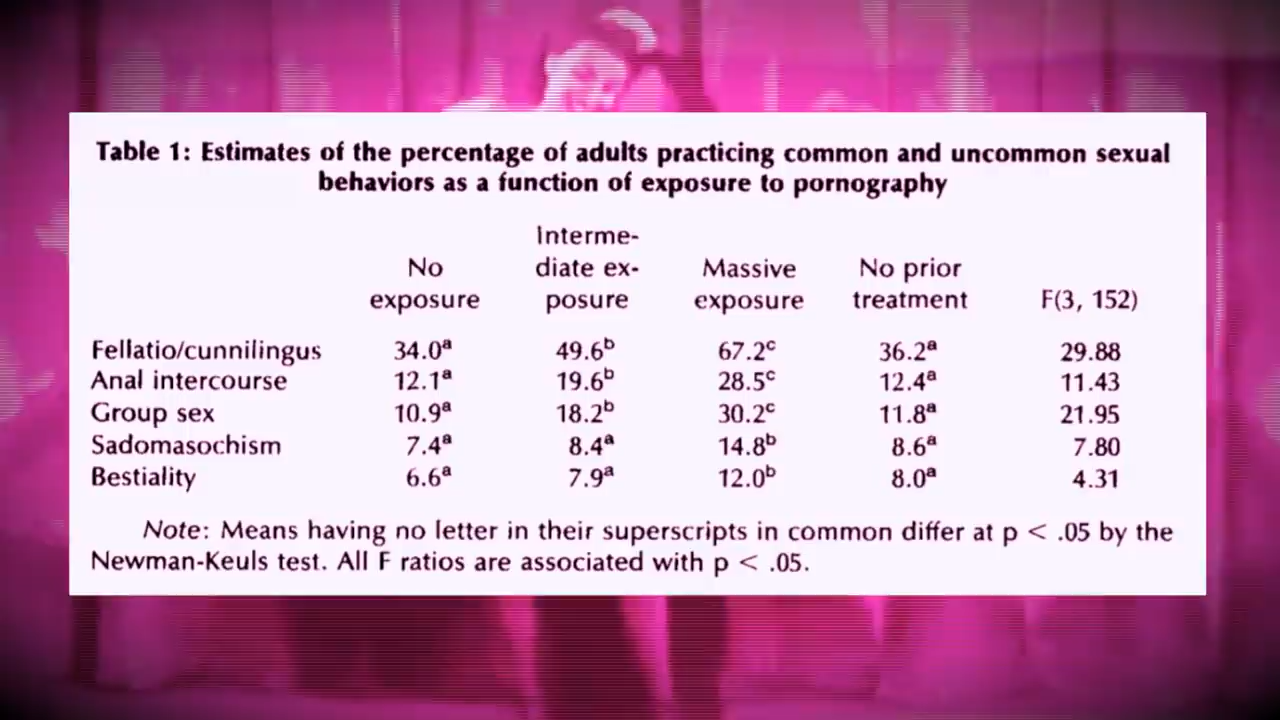 Table 1: Estimates of the percentage of adults practicing common and uncommon sexual
behaviors as a function of exposure to pornography
Interme-
No diate ex- Massive No prior
exposure posure exposure treatment F(3, 152)
Fellatio/cunnilingus 34.0ᵃ 49.6ᵇ 67.2ᶜ 36.2ᵃ 29.88
Anal intercourse 12.1ᵃ 19.6ᵇ 28.5ᶜ 12.4ᵃ 11.43
Group sex 10.9ᵃ 18.2ᵇ 30.2ᶜ 11.8ᵃ 21.95
Sadomasochism 7.4ᵃ 8.4ᵃ 14.8ᵇ 8.6ᵃ 7.80
Bestiality 6.6ᵃ 7.9ᵃ 12.0ᵇ 8.0ᵃ 4.31
Note: Means having no letter in their superscripts in common differ at p < .05 by the
Newman-Keuls test. All F ratios are associated with p < .05.